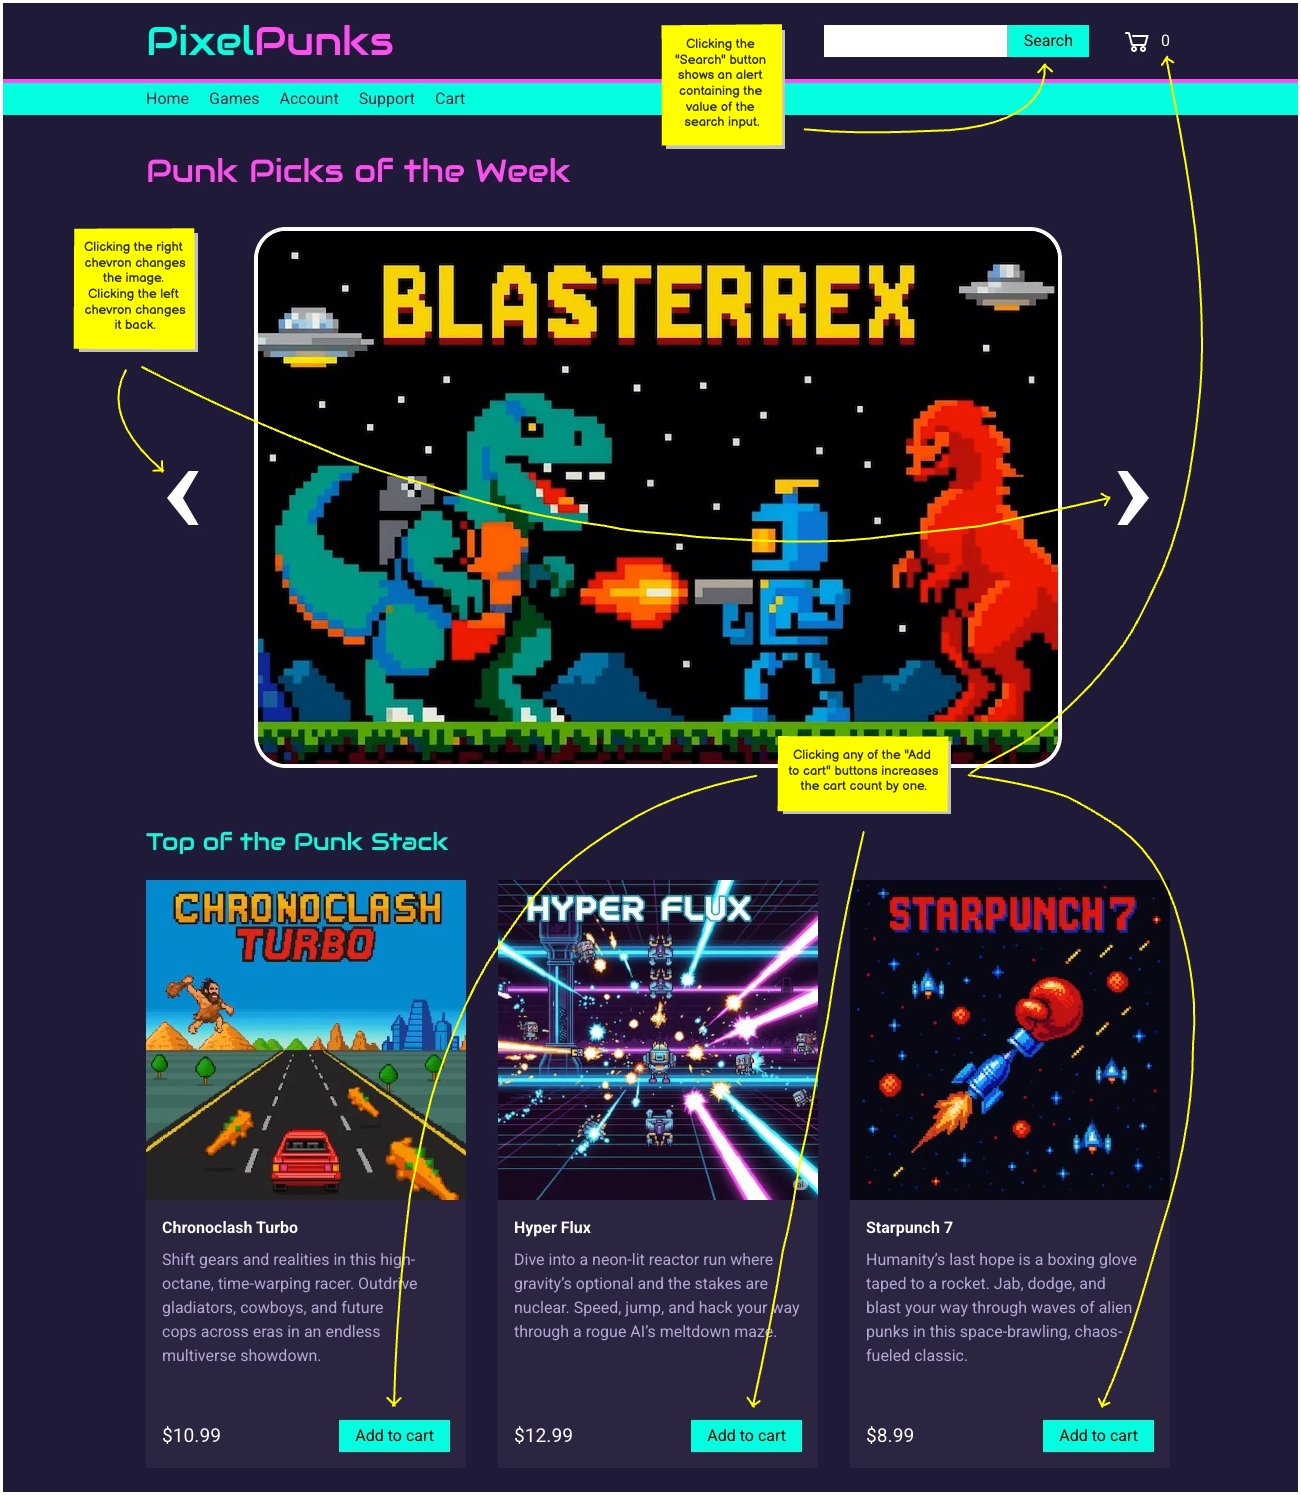 PixelPunks
Clicking the
"Search" button
shows an alert
containing the
value of the
search input.
Search
0
Home Games Account Support Cart
Punk Picks of the Week
Clicking the right
chevron changes
the image.
Clicking the left
chevron changes
it back.
BLASTERREX
Clicking any of the "Add
to cart" buttons increases
the cart count by one.
Top of the Punk Stack
CHRONOCLASH
TURBO
Chronoclash Turbo
Shift gears and realities in this high-
octane, time-warping racer. Outdrive
gladiators, cowboys, and future
cops across eras in an endless
multiverse showdown.
$10.99
Add to cart
HYPER FLUX
Hyper Flux
Dive into a neon-lit reactor run where
gravity’s optional and the stakes are
nuclear. Speed, jump, and hack your way
through a rogue AI’s meltdown maze.
$12.99
Add to cart
STARPUNCH 7
Starpunch 7
Humanity’s last hope is a boxing glove
taped to a rocket. Jab, dodge, and
blast your way through waves of alien
punks in this space-brawling, chaos-
fueled classic.
$8.99
Add to cart